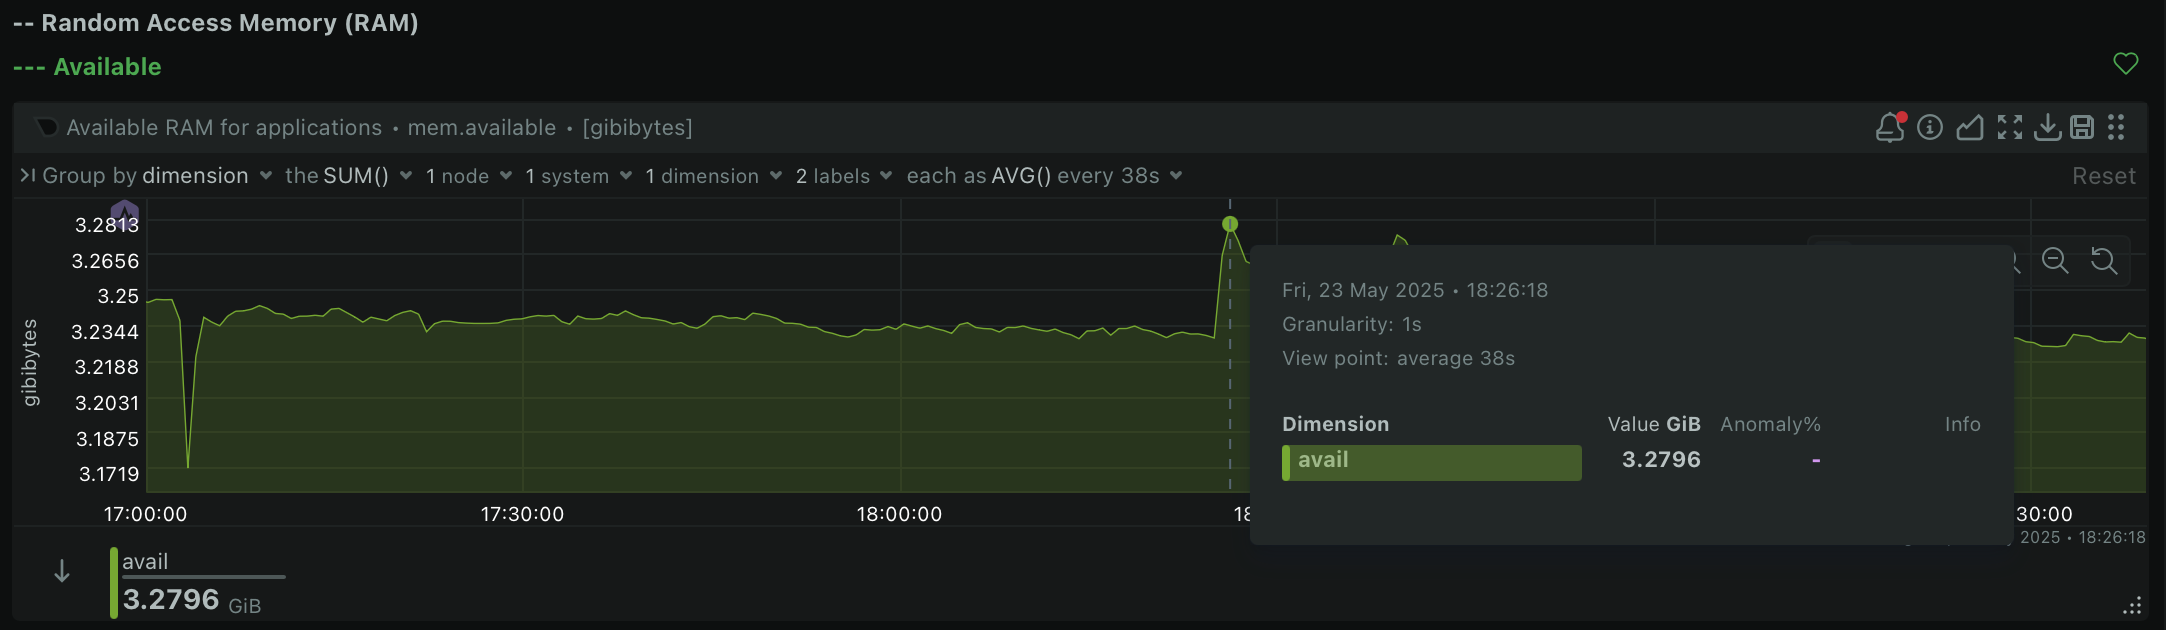 -- Random Access Memory (RAM)
--- Available
Available RAM for applications • mem.available • [gibibytes]
Group by dimension the SUM() 1 node 1 system 1 dimension 2 labels each as AVG() every 38s Reset
gibibytes
3.2813
3.2656
3.25
3.2344
3.2188
3.2031
3.1875
3.1719
Fri, 23 May 2025 • 18:26:18
Granularity: 1s
View point: average 38s
Dimension Value GiB Anomaly% Info
avail 3.2796 -
17:00:00 17:30:00 18:00:00 18 30:00
2025 • 18:26:18
avail
3.2796 GiB